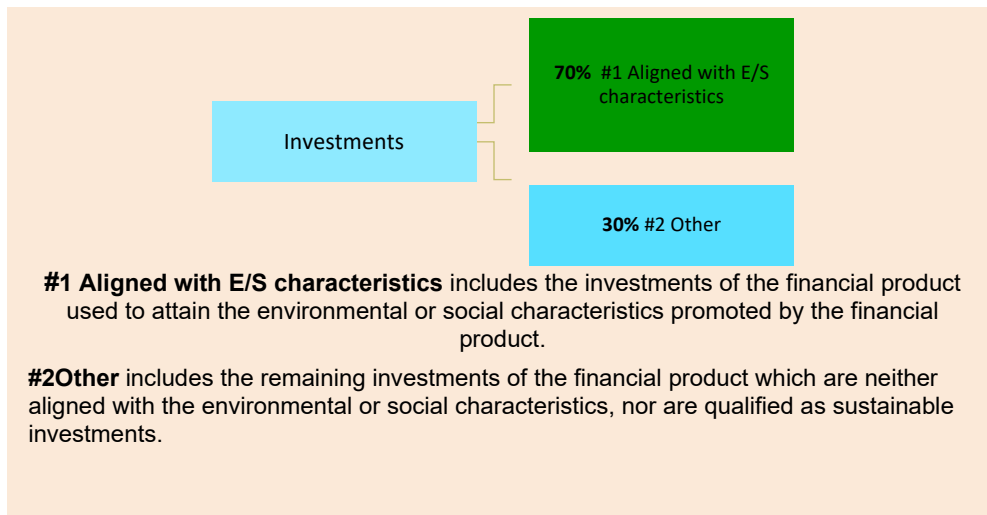 70% #1 Aligned with E/S
characteristics
Investments
30% #2 Other
#1 Aligned with E/S characteristics includes the investments of the financial product
used to attain the environmental or social characteristics promoted by the financial
product.
#2Other includes the remaining investments of the financial product which are neither
aligned with the environmental or social characteristics, nor are qualified as sustainable
investments.